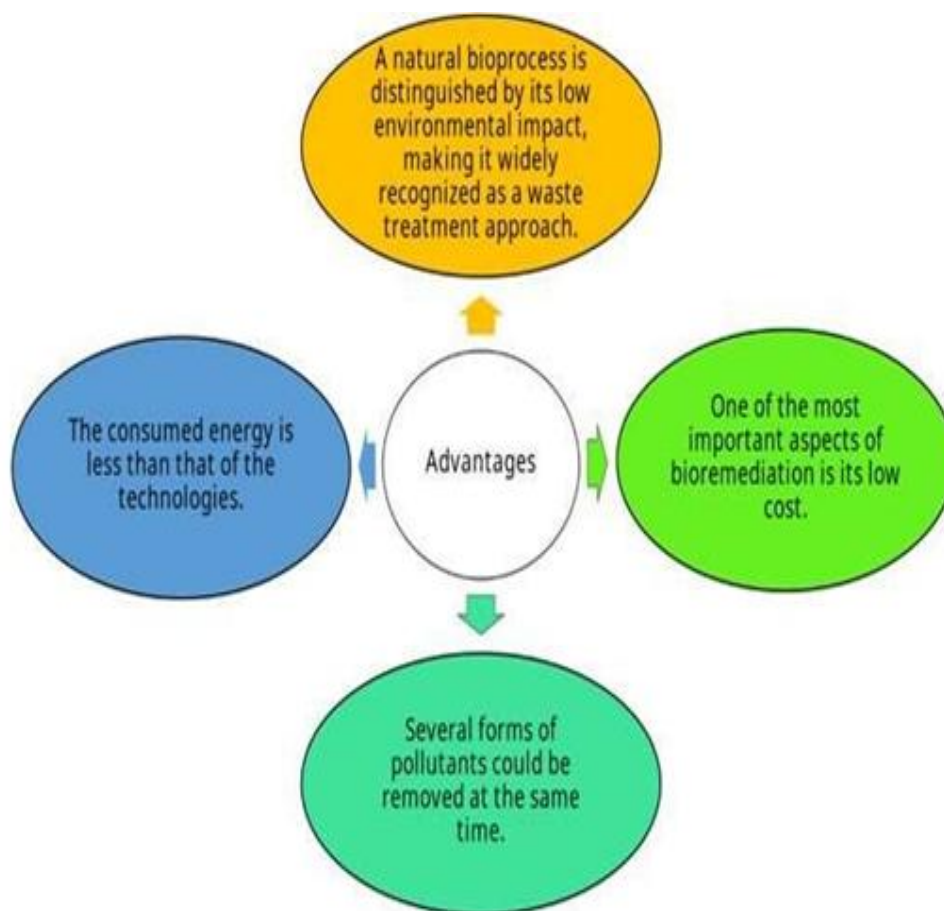 A natural bioprocess is
distinguished by its low
environmental impact,
making it widely
recognized as a waste
treatment approach.
The consumed energy is
less than that of the
technologies.
Advantages
One of the most
important aspects of
bioremediation is its low
cost.
Several forms of
pollutants could be
removed at the same
time.